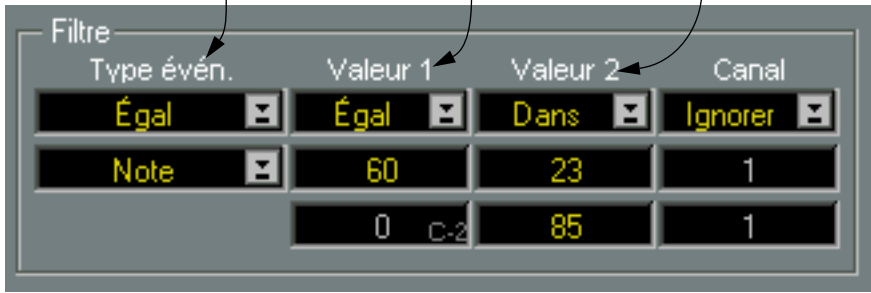 Filtre
Type évén. Valeur 1 Valeur 2 Canal
Égal Égal Dans Ignorer
Note 60 23 1
0 C-2 85 1